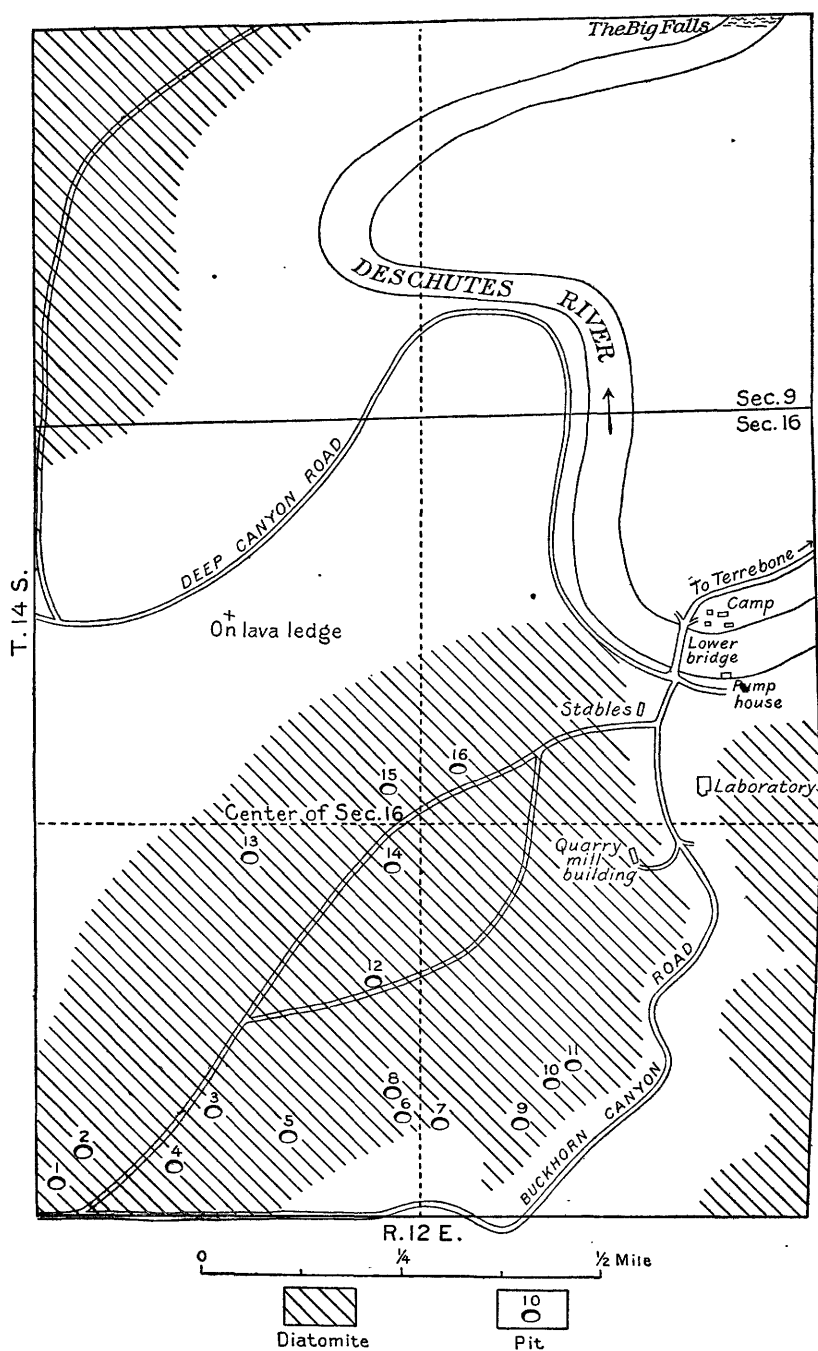 The Big Falls
DESCHUTES RIVER
Sec. 9
Sec. 16
DEEP CANYON ROAD
T. 14 S.
On lava ledge
To Terrebone
Camp
Lower
bridge
Pump
house
Stables
16
15
Laboratory
Center of Sec. 16
13
14
Quarry
mill
building
12
11
10
8
3
6
7
9
5
2
4
1
BUCKHORN CANYON ROAD
R. 12 E.
0 ¼ ½ Mile
10
Diatomite
Pit